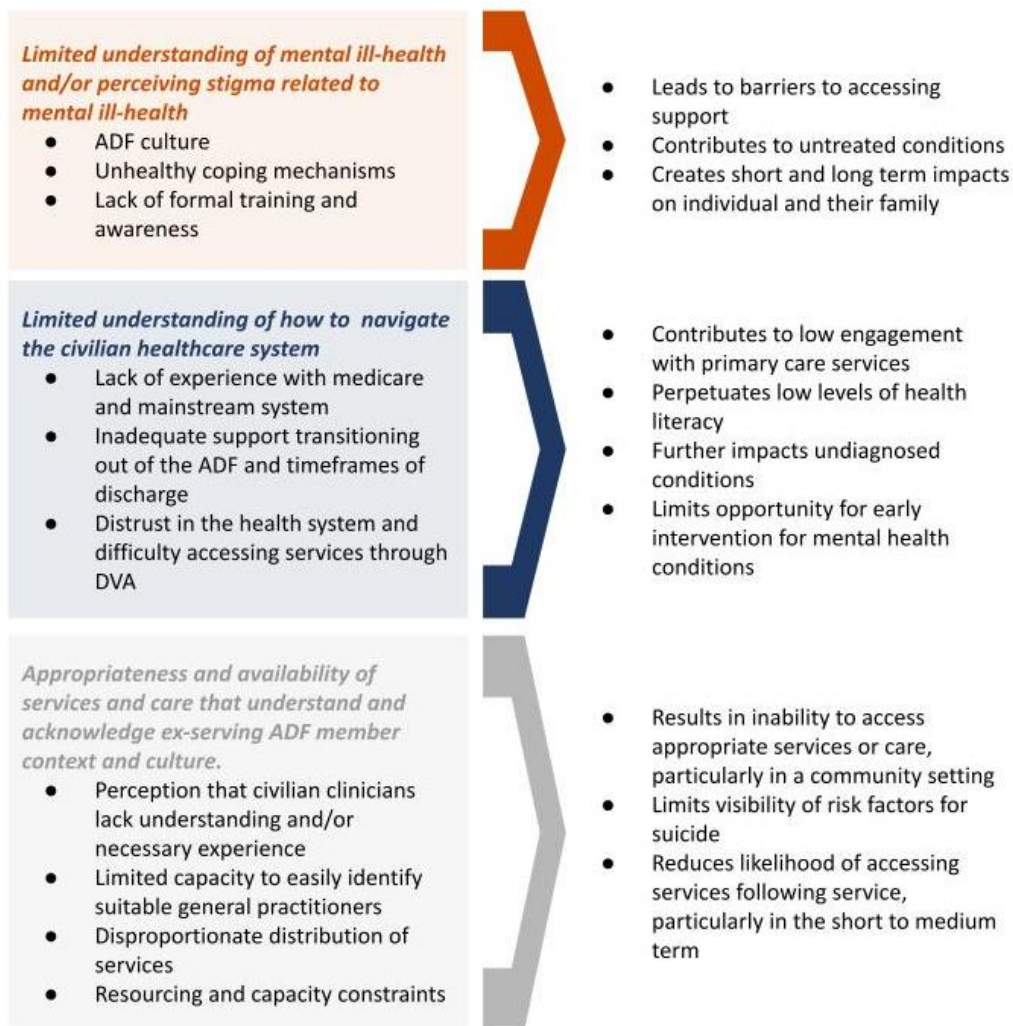 Limited understanding of mental ill-health
and/or perceiving stigma related to
mental ill-health
● ADF culture
● Unhealthy coping mechanisms
● Lack of formal training and
awareness
● Leads to barriers to accessing
support
● Contributes to untreated conditions
● Creates short and long term impacts
on individual and their family
Limited understanding of how to  navigate
the civilian healthcare system
● Lack of experience with medicare
and mainstream system
● Inadequate support transitioning
out of the ADF and timeframes of
discharge
● Distrust in the health system and
difficulty accessing services through
DVA
● Contributes to low engagement
with primary care services
● Perpetuates low levels of health
literacy
● Further impacts undiagnosed
conditions
● Limits opportunity for early
intervention for mental health
conditions
Appropriateness and availability of
services and care that understand and
acknowledge ex-serving ADF member
context and culture.
● Perception that civilian clinicians
lack understanding and/or
necessary experience
● Limited capacity to easily identify
suitable general practitioners
● Disproportionate distribution of
services
● Resourcing and capacity constraints
● Results in inability to access
appropriate services or care,
particularly in a community setting
● Limits visibility of risk factors for
suicide
● Reduces likelihood of accessing
services following service,
particularly in the short to medium
term